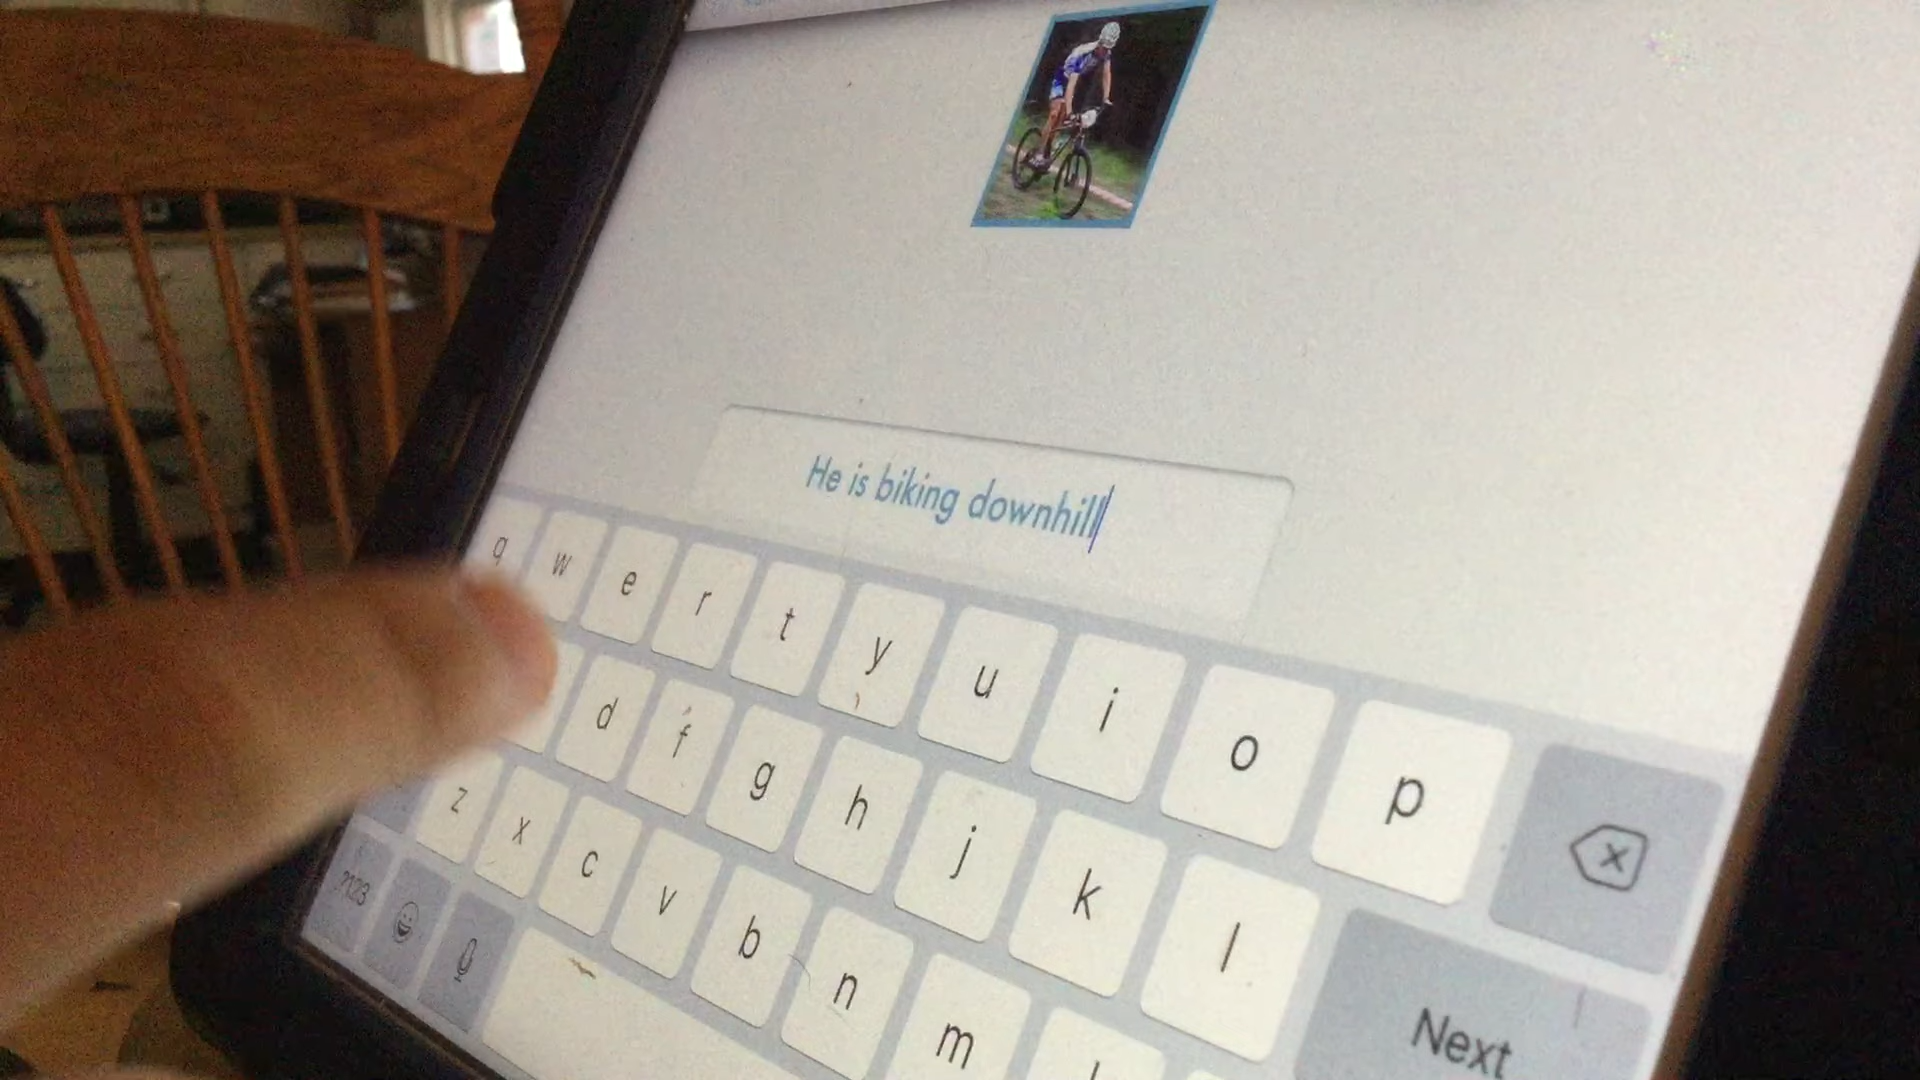 He is biking downhill
q w e r t y u i o p
d f g h j k l
Next
z x c v b n m
.?123